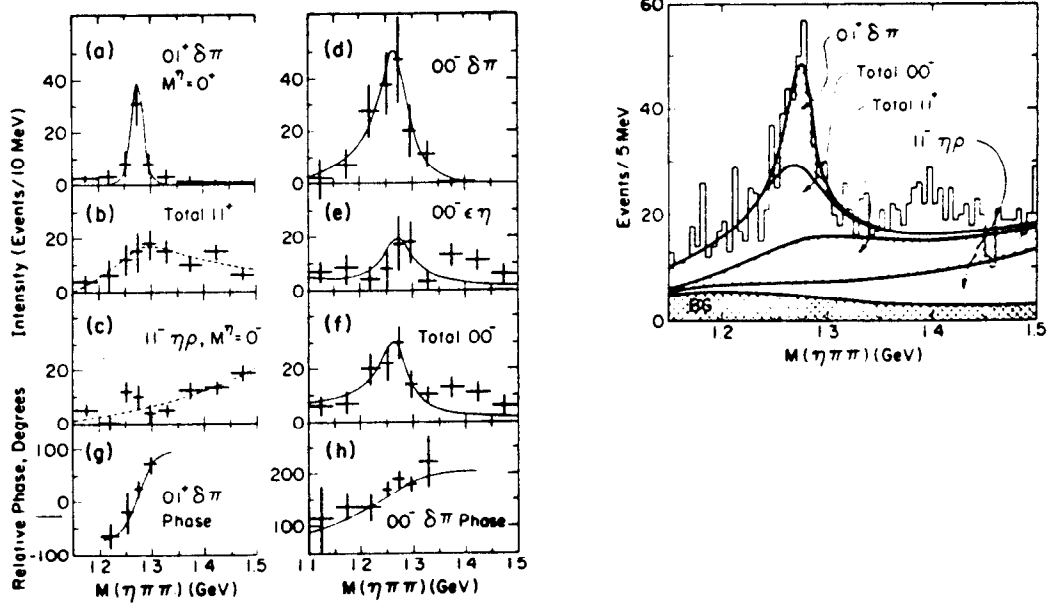 Intensity (Events/10 MeV)
Relative Phase, Degrees
(a)
01⁺ δπ
M^η=0⁺
40
20
0
(b)
Total 11⁺
20
0
(c)
11⁻ ηρ, M^η=0⁻
20
0
(g)
01⁺ δπ
Phase
100
0
-100
1.2 1.3 1.4 1.5
M(ηππ)(GeV)
(d)
00⁻ δπ
40
20
0
(e)
00⁻ εη
20
0
(f)
Total 00⁻
20
0
(h)
00⁻ δπ Phase
200
100
1.1 1.2 1.3 1.4 1.5
M(ηππ)(GeV)
Events/5 MeV
60
40
20
0
01⁺ δπ
Total 00⁻
Total 11⁺
11⁻ ηρ
BG
1.2 1.3 1.4 1.5
M(ηππ)(GeV)